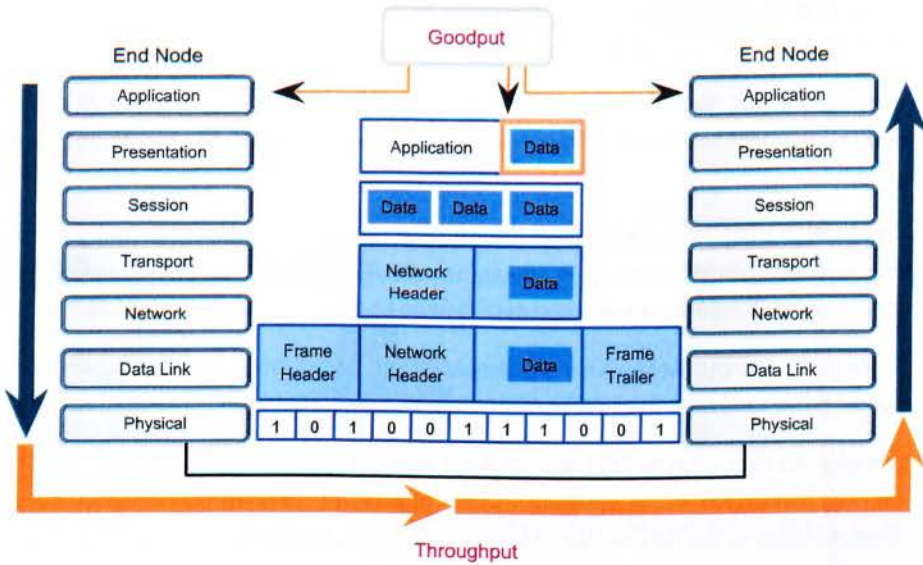 Goodput
End Node
End Node
Application
Presentation
Session
Transport
Network
Data Link
Physical
Application
Data
Data
Data
Data
Network
Header
Data
Frame
Header
Network
Header
Data
Frame
Trailer
1 0 1 0 0 1 1 1 0 0 1
Application
Presentation
Session
Transport
Network
Data Link
Physical
Throughput